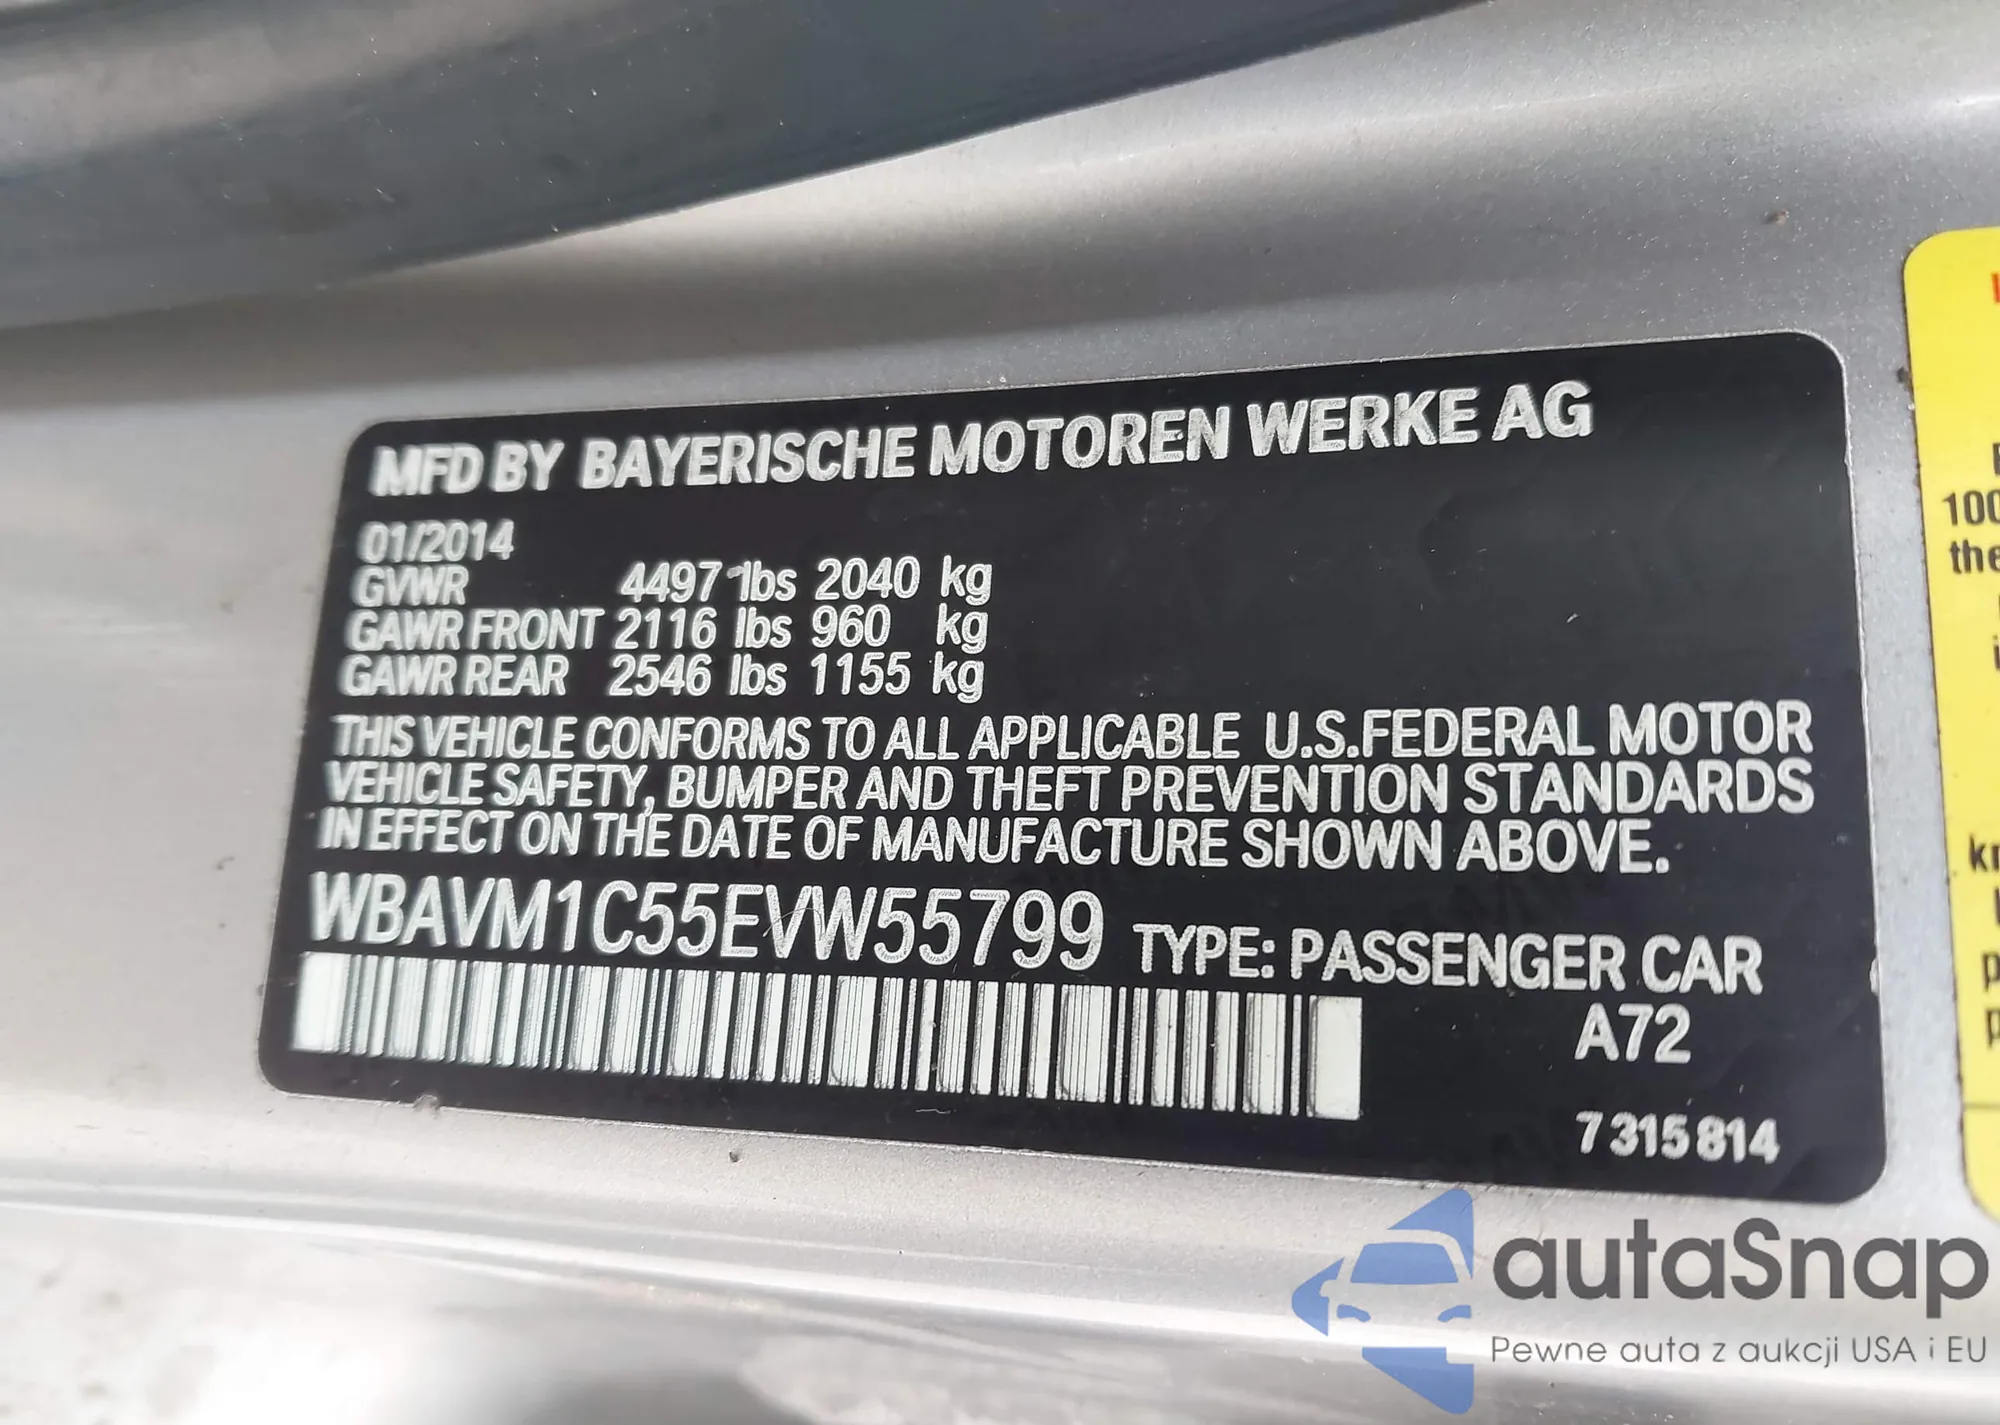 MFD BY BAYERISCHE MOTOREN WERKE AG
01/2014
GVWR 4497 lbs 2040 kg
GAWR FRONT 2116 lbs 960 kg
GAWR REAR 2546 lbs 1155 kg
THIS VEHICLE CONFORMS TO ALL APPLICABLE U.S.FEDERAL MOTOR
VEHICLE SAFETY, BUMPER AND THEFT PREVENTION STANDARDS
IN EFFECT ON THE DATE OF MANUFACTURE SHOWN ABOVE.
WBAVM1C55EVW55799 TYPE: PASSENGER CAR
A72
7 315 814
100
the
autaSnap
Pewne auta z aukcji USA i EU